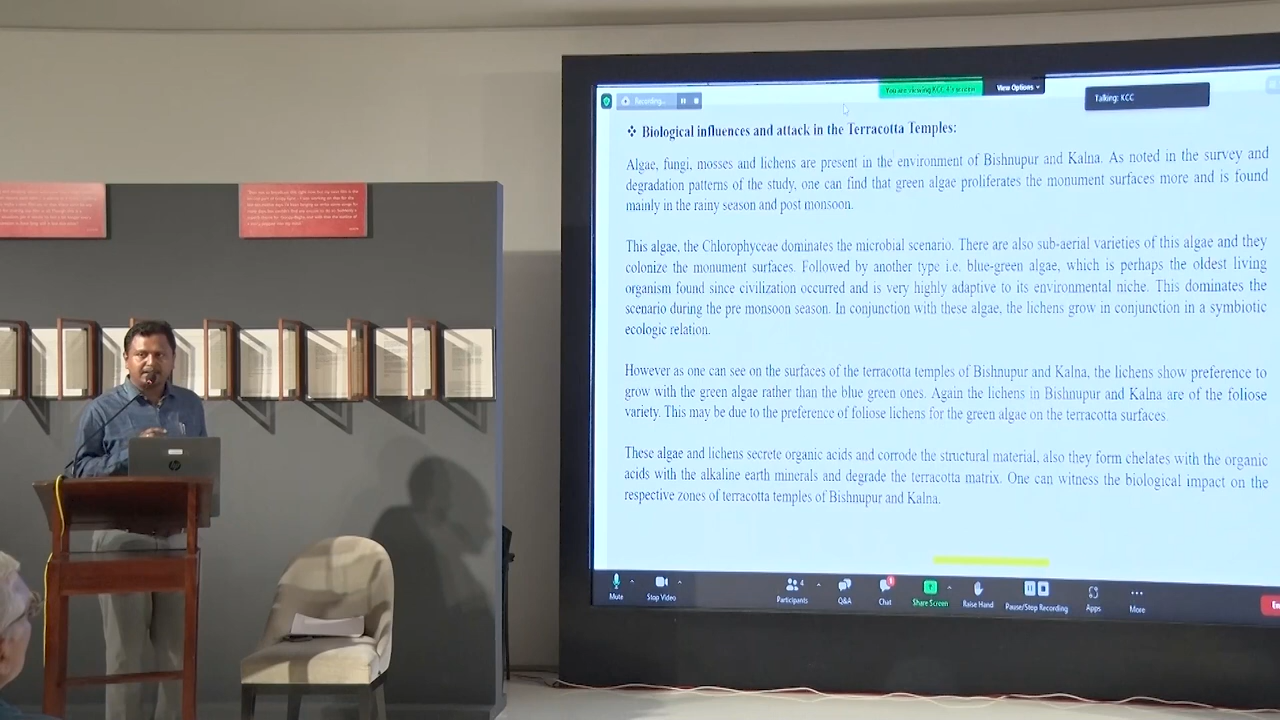 Recording...
You are viewing KCC 4's screen
View Options
Talking: KCC
❖ Biological influences and attack in the Terracotta Temples:
Algae, fungi, mosses and lichens are present in the environment of Bishnupur and Kalna. As noted in the survey and
degradation patterns of the study, one can find that green algae proliferates the monument surfaces more and is found
mainly in the rainy season and post monsoon.
This algae, the Chlorophyceae dominates the microbial scenario. There are also sub-aerial varieties of this algae and they
colonize the monument surfaces. Followed by another type i.e. blue-green algae, which is perhaps the oldest living
organism found since civilization occurred and is very highly adaptive to its environmental niche. This dominates the
scenario during the pre monsoon season. In conjunction with these algae, the lichens grow in conjunction in a symbiotic
ecologic relation.
However as one can see on the surfaces of the terracotta temples of Bishnupur and Kalna, the lichens show preference to
grow with the green algae rather than the blue green ones. Again the lichens in Bishnupur and Kalna are of the foliose
variety. This may be due to the preference of foliose lichens for the green algae on the terracotta surfaces.
These algae and lichens secrete organic acids and corrode the structural material, also they form chelates with the organic
acids with the alkaline earth minerals and degrade the terracotta matrix. One can witness the biological impact on the
respective zones of terracotta temples of Bishnupur and Kalna.
Mute
Stop Video
Participants
4
Q&A
Chat
1
Share Screen
Raise Hand
Pause/Stop Recording
Apps
More
hp